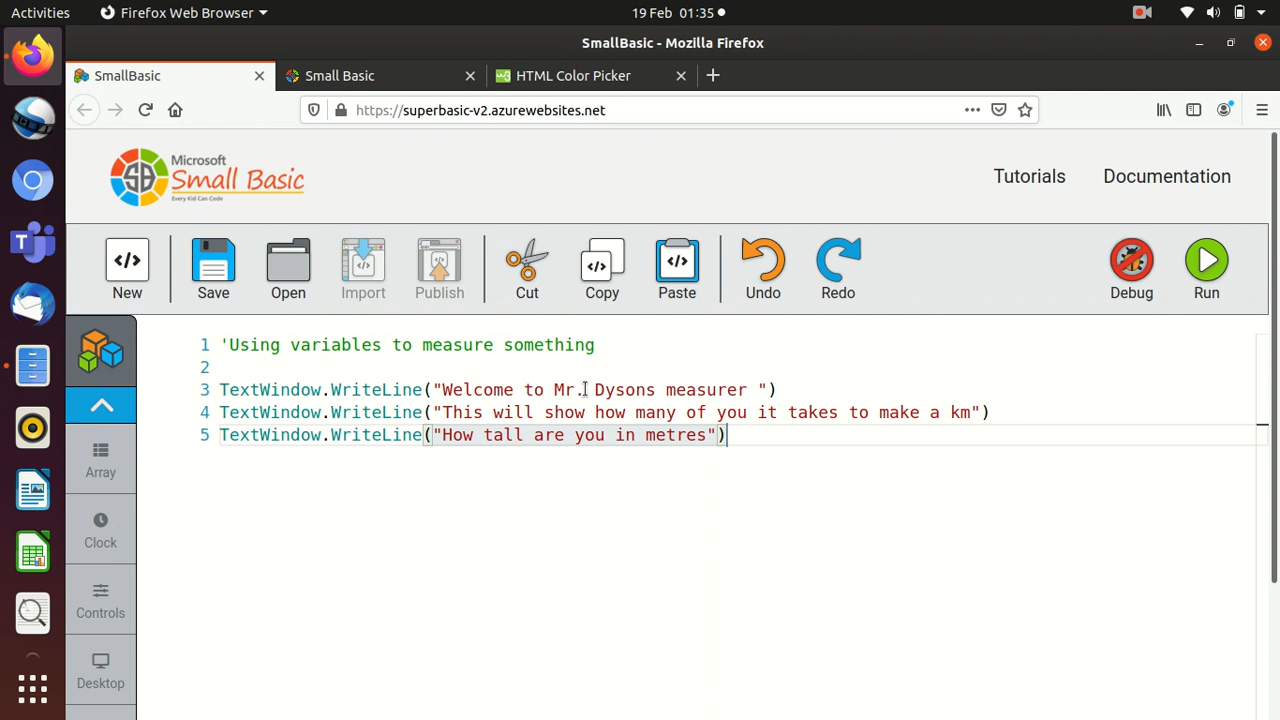 Activities Firefox Web Browser 19 Feb 01:35
SmallBasic - Mozilla Firefox
SmallBasic Small Basic HTML Color Picker
https://superbasic-v2.azurewebsites.net
Microsoft
Small Basic
Every Kid Can Code
Tutorials Documentation
New Save Open Import Publish Cut Copy Paste Undo Redo Debug Run
1 'Using variables to measure something
2
3 TextWindow.WriteLine("Welcome to Mr. Dysons measurer ")
4 TextWindow.WriteLine("This will show how many of you it takes to make a km")
5 TextWindow.WriteLine("How tall are you in metres")
Array
Clock
Controls
Desktop